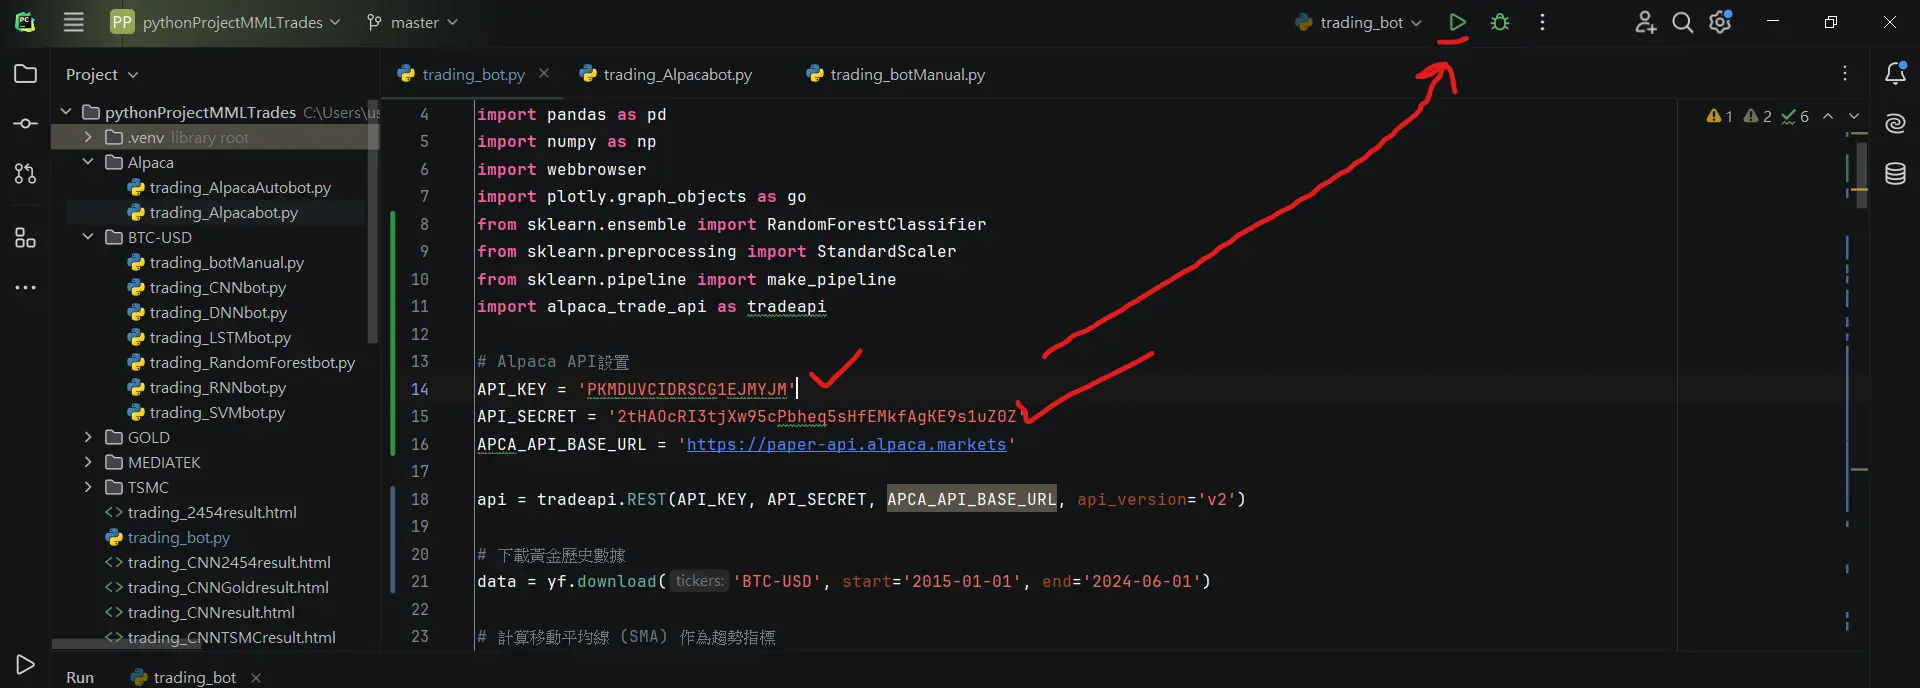 PP pythonProjectMMLTrades master trading_bot
Project
trading_bot.py trading_Alpacabot.py trading_botManual.py
pythonProjectMMLTrades C:\Users\us
.venv library root
Alpaca
trading_AlpacaAutobot.py
trading_Alpacabot.py
BTC-USD
trading_botManual.py
trading_CNNbot.py
trading_DNNbot.py
trading_LSTMbot.py
trading_RandomForestbot.py
trading_RNNbot.py
trading_SVMbot.py
GOLD
MEDIATEK
TSMC
<> trading_2454result.html
trading_bot.py
<> trading_CNN2454result.html
<> trading_CNNGoldresult.html
<> trading_CNNresult.html
<> trading_CNNTSMCresult.html
1 2 6
4 import pandas as pd
5 import numpy as np
6 import webbrowser
7 import plotly.graph_objects as go
8 from sklearn.ensemble import RandomForestClassifier
9 from sklearn.preprocessing import StandardScaler
10 from sklearn.pipeline import make_pipeline
11 import alpaca_trade_api as tradeapi
12
13 # Alpaca API設置
14 API_KEY = 'PKMDUVCIDRSCG1EJMYJM'
15 API_SECRET = '2tHAOcRI3tjXw95cPbheq5sHfEMkfAgKE9s1uZ0Z'
16 APCA_API_BASE_URL = 'https://paper-api.alpaca.markets'
17
18 api = tradeapi.REST(API_KEY, API_SECRET, APCA_API_BASE_URL, api_version='v2')
19
20 # 下載黃金歷史數據
21 data = yf.download( tickers: 'BTC-USD', start='2015-01-01', end='2024-06-01')
22
23 # 計算移動平均線 (SMA) 作為趨勢指標
Run trading_bot